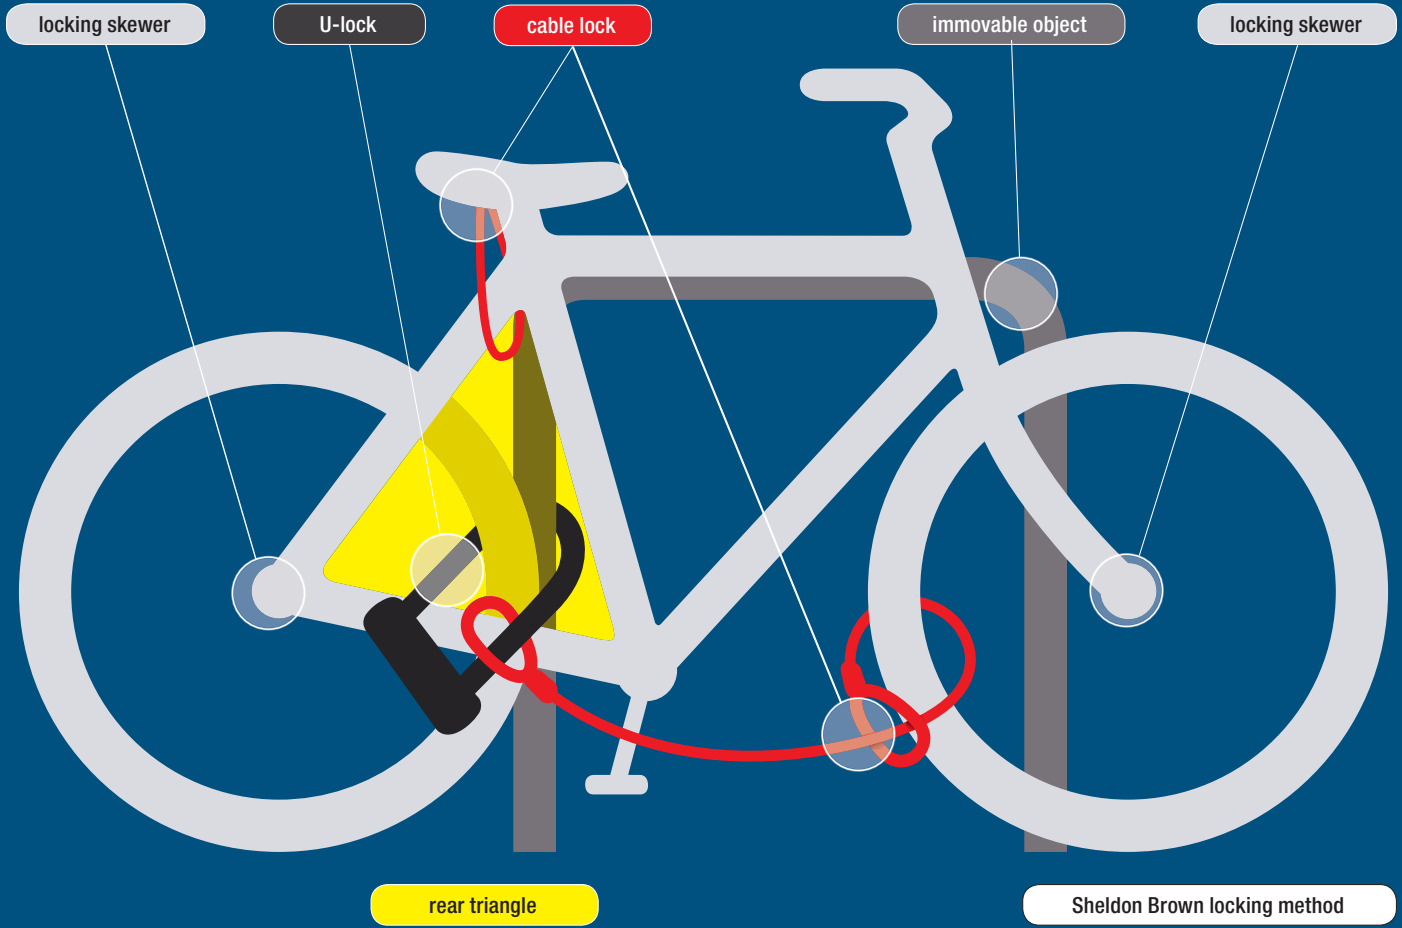 locking skewer
U-lock
cable lock
immovable object
locking skewer
rear triangle
Sheldon Brown locking method